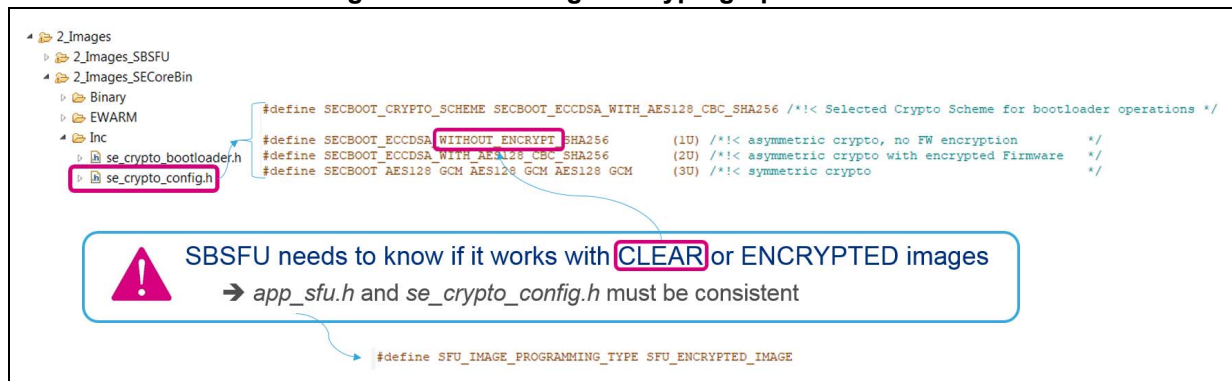 2_Images
2_Images_SBSFU
2_Images_SECoreBin
Binary
EWARM
Inc
se_crypto_bootloader.h
se_crypto_config.h
#define SECBOOT_CRYPTO_SCHEME SECBOOT_ECCDSA_WITH_AES128_CBC_SHA256 /*!< Selected Crypto Scheme for bootloader operations */
#define SECBOOT_ECCDSA_WITHOUT_ENCRYPT_SHA256 (1U) /*!< asymmetric crypto, no FW encryption */
#define SECBOOT_ECCDSA_WITH_AES128_CBC_SHA256 (2U) /*!< asymmetric crypto with encrypted Firmware */
#define SECBOOT_AES128_GCM_AES128_GCM_AES128_GCM (3U) /*!< symmetric crypto */
SBSFU needs to know if it works with CLEAR or ENCRYPTED images
➔ app_sfu.h and se_crypto_config.h must be consistent
#define SFU_IMAGE_PROGRAMMING_TYPE SFU_ENCRYPTED_IMAGE